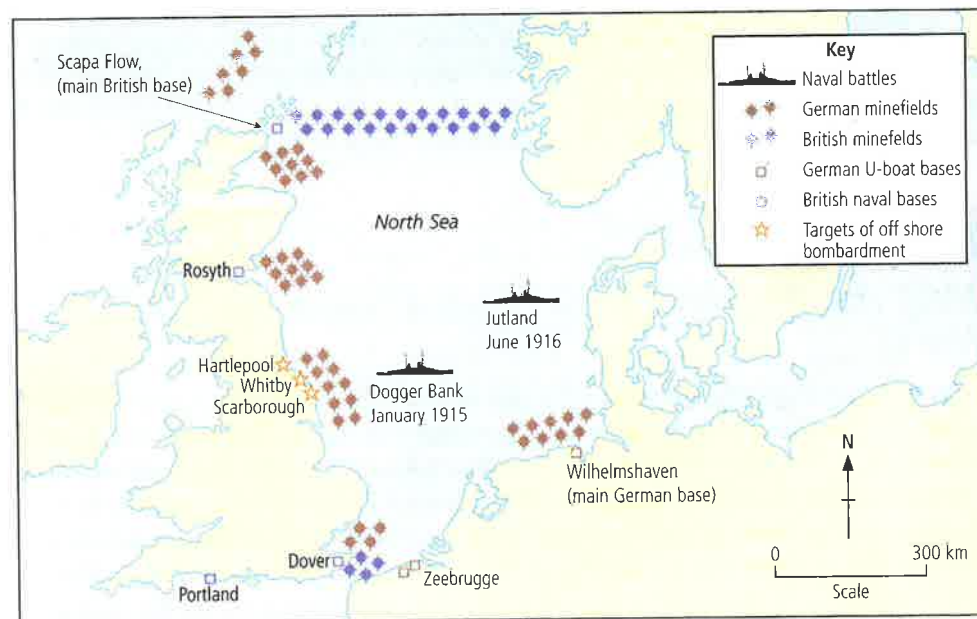 Scapa Flow,
(main British base)
Key
Naval battles
German minefields
British minefelds
German U-boat bases
British naval bases
Targets of off shore
bombardment
North Sea
Rosyth
Jutland
June 1916
Hartlepool
Whitby
Scarborough
Dogger Bank
January 1915
Wilhelmshaven
(main German base)
N
Dover
Zeebrugge
Portland
0
300 km
Scale